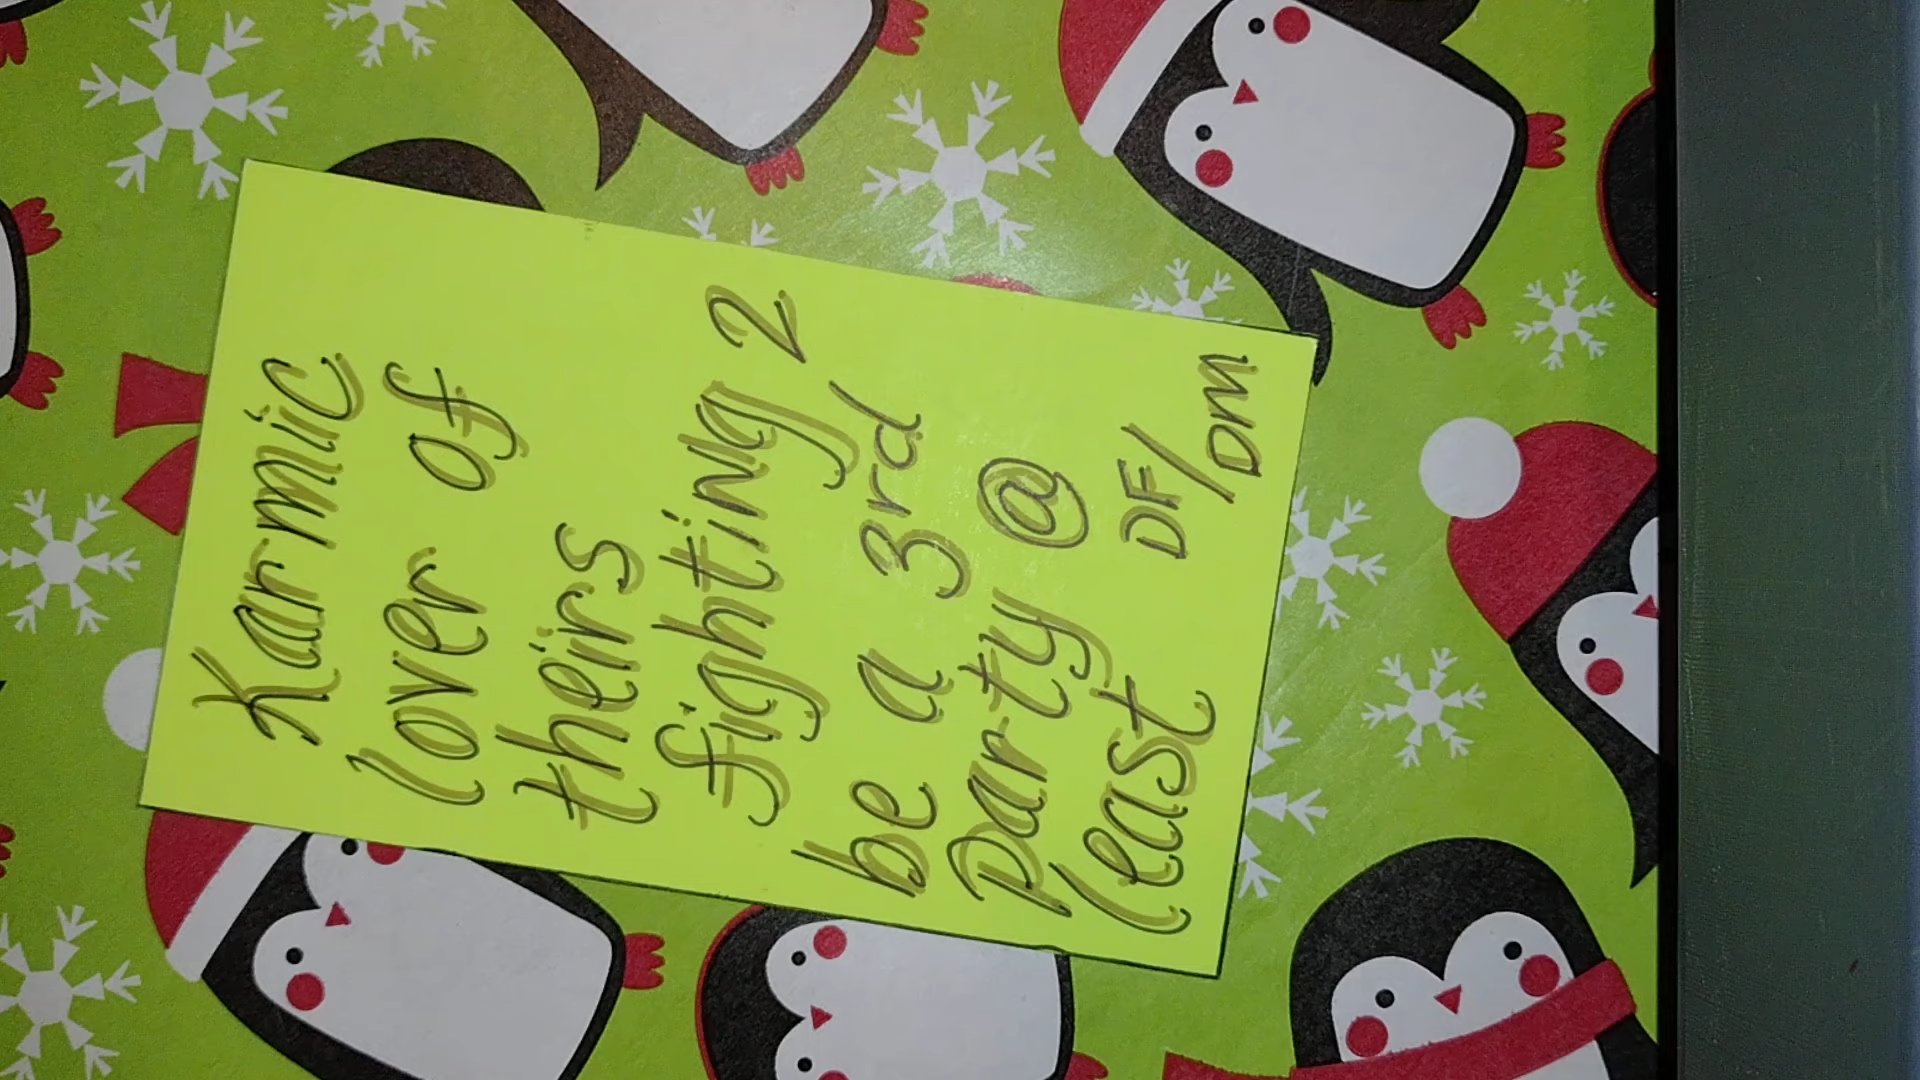 Karmic
lover of
theirs
fighting 2
be a 3rd
party @
least DF/DM